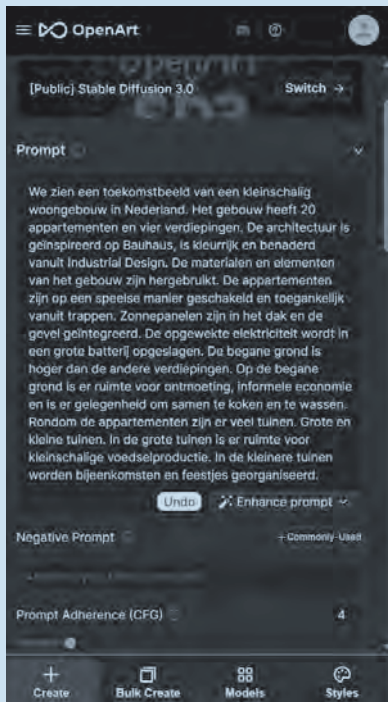 OpenArt
OpenArt
[Public] Stable Diffusion 3.0
Switch →
Prompt
We zien een toekomstbeeld van een kleinschalig
woongebouw in Nederland. Het gebouw heeft 20
appartementen en vier verdiepingen. De architectuur is
geïnspireerd op Bauhaus, is kleurrijk en benaderd
vanuit Industrial Design. De materialen en elementen
van het gebouw zijn hergebruikt. De appartementen
zijn op een speelse manier geschakeld en toegankelijk
vanuit trappen. Zonnepanelen zijn in het dak en de
gevel geïntegreerd. De opgewekte elektriciteit wordt in
een grote batterij opgeslagen. De begane grond is
hoger dan de andere verdiepingen. Op de begane
grond is er ruimte voor ontmoeting, informele economie
en is er gelegenheid om samen te koken en te wassen.
Rondom de appartementen zijn er veel tuinen. Grote en
kleine tuinen. In de grote tuinen is er ruimte voor
kleinschalige voedselproductie. In de kleinere tuinen
worden bijeenkomsten en feestjes georganiseerd.
Undo
Enhance prompt
Negative Prompt
+Commonly-Used
Prompt Adherence (CFG)
4
Create
Bulk Create
Models
Styles